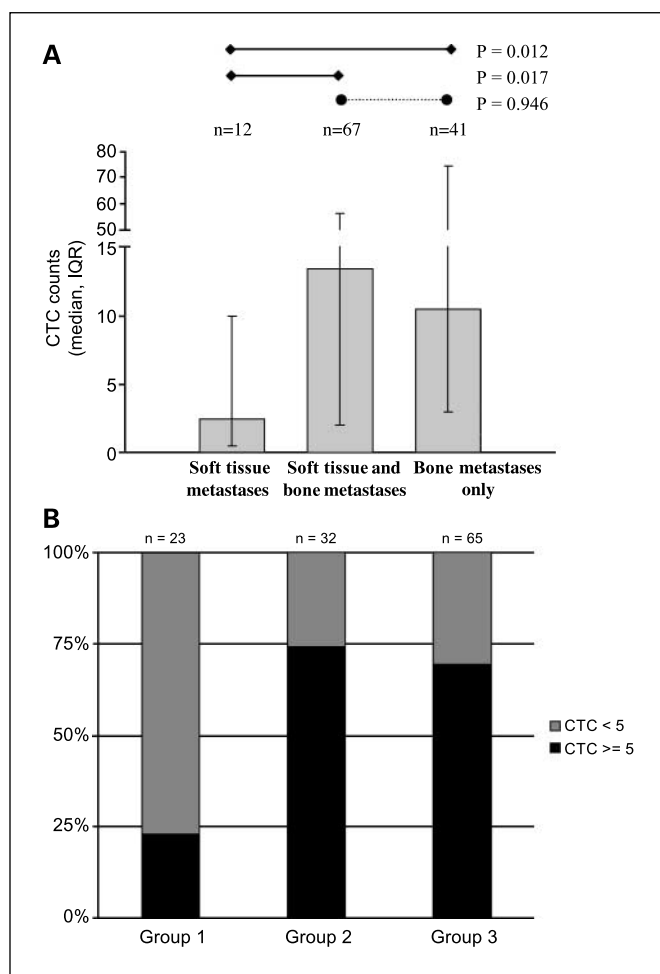 A
P = 0.012
P = 0.017
P = 0.946
n=12 n=67 n=41
80
70
60
50
15
10
5
0
CTC counts
(median, IQR)
Soft tissue
metastases
Soft tissue and
bone metastases
Bone metastases
only
B
n = 23 n = 32 n = 65
100%
75%
50%
25%
0%
CTC < 5
CTC >= 5
Group 1 Group 2 Group 3